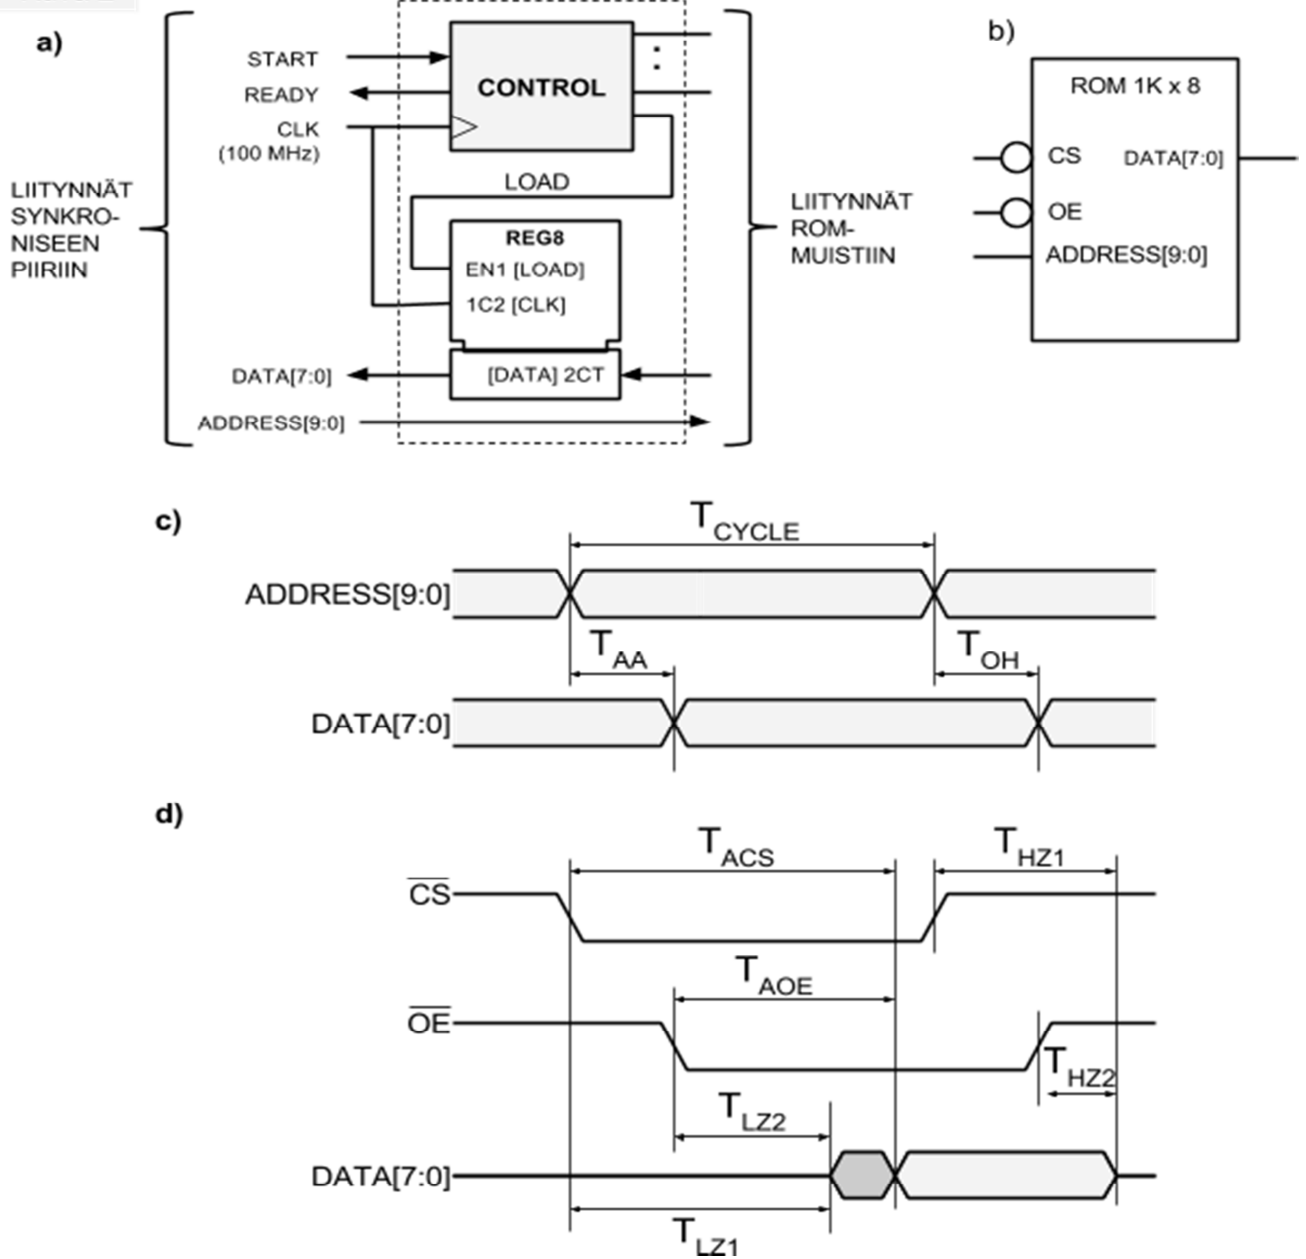 a)
START
READY
CLK
(100 MHz)
LIITYNNÄT
SYNKRO-
NISEEN
PIIRIIN
CONTROL
:
LOAD
REG8
EN1 [LOAD]
1C2 [CLK]
[DATA] 2CT
DATA[7:0]
ADDRESS[9:0]
LIITYNNÄT
ROM-
MUISTIIN
b)
ROM 1K x 8
CS DATA[7:0]
OE
ADDRESS[9:0]
c)
TCYCLE
ADDRESS[9:0]
TAA TOH
DATA[7:0]
d)
TACS THZ1
CS
TAOE
OE
THZ2
TLZ2
DATA[7:0]
TLZ1